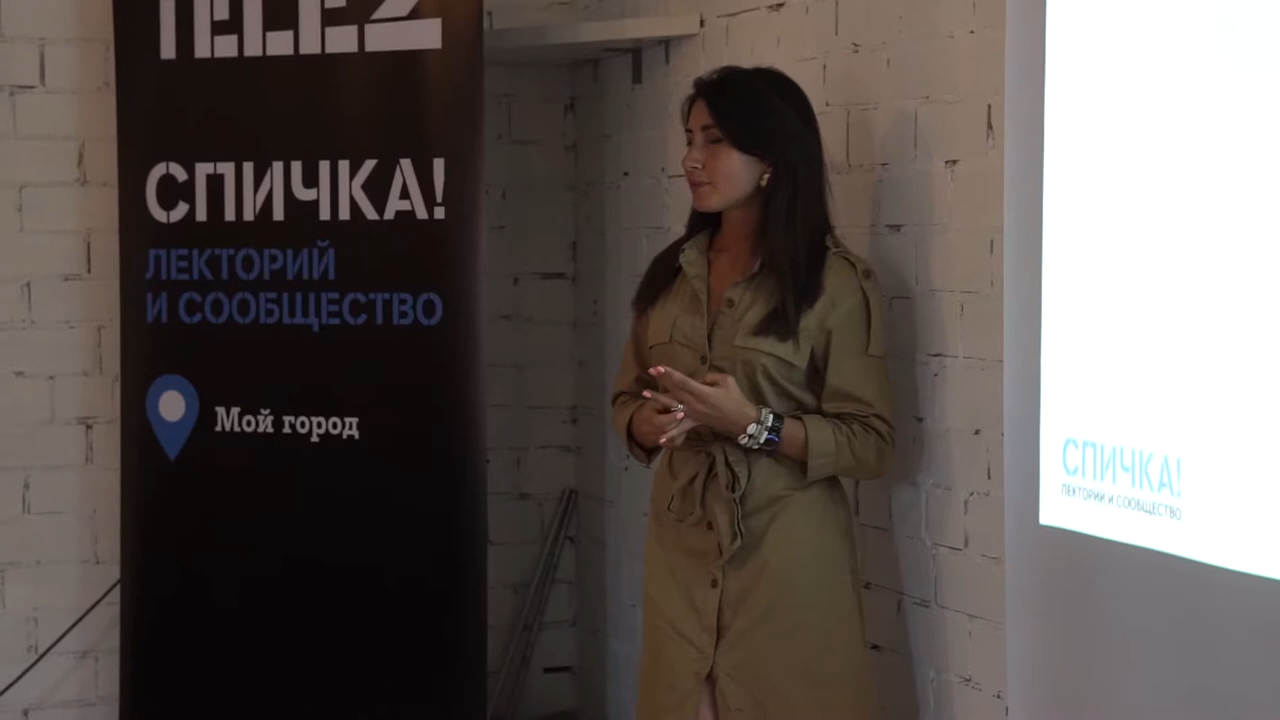 TELE2
СПИЧКА!
ЛЕКТОРИЙ
И СООБЩЕСТВО
Мой город
СПИЧКА!
ЛЕКТОРИЙ И СООБЩЕСТВО